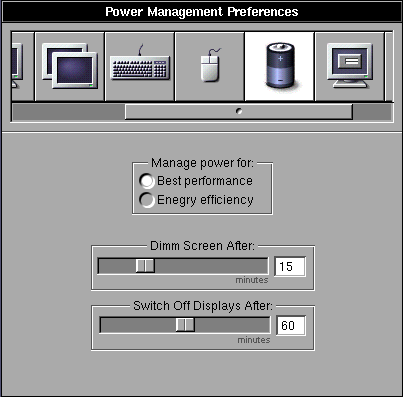 Power Management Preferences
Manage power for:
Best performance
Enegry efficiency
Dimm Screen After:
15
minutes
Switch Off Displays After:
60
minutes